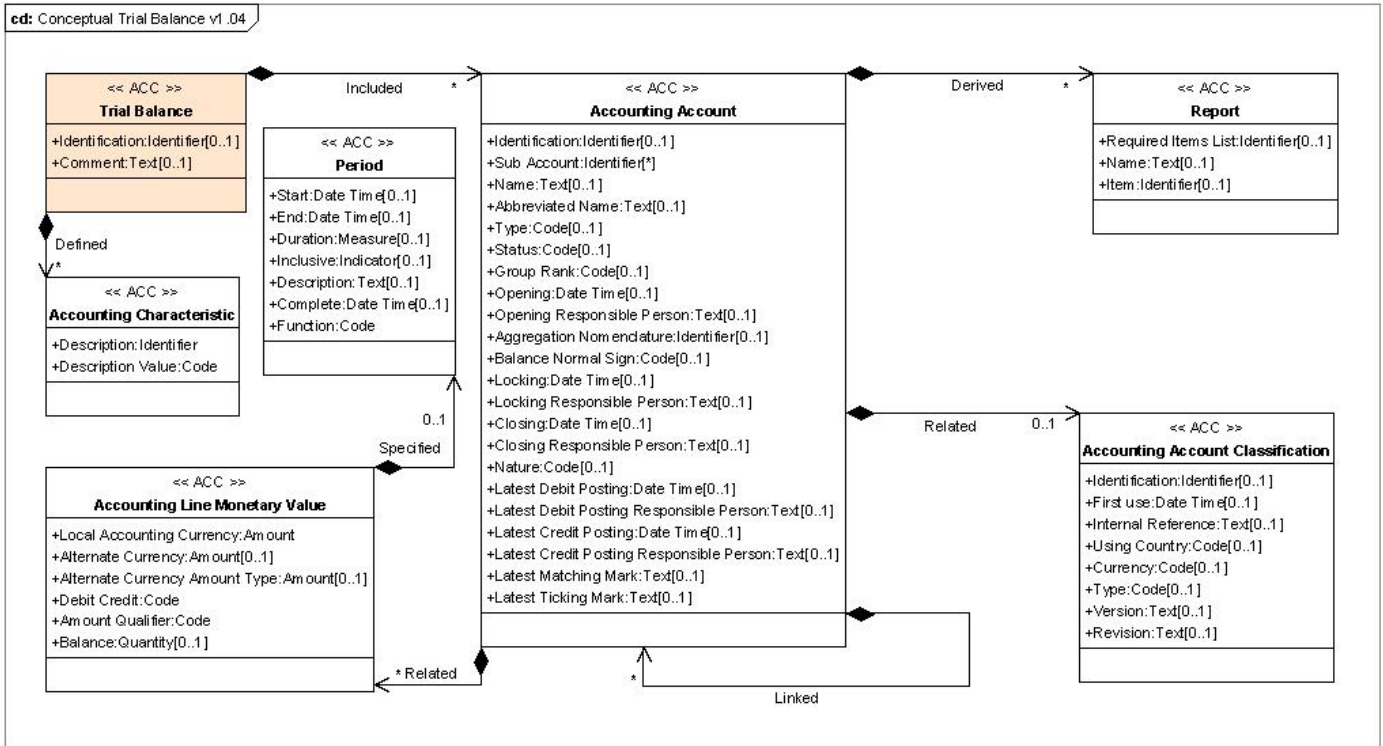 cd: Conceptual Trial Balance v1.04
<< ACC >>
Trial Balance
+Identification:Identifier[0..1]
+Comment:Text[0..1]
Included
*
Defined
*
<< ACC >>
Period
+Start:Date Time[0..1]
+End:Date Time[0..1]
+Duration:Measure[0..1]
+Inclusive:Indicator[0..1]
+Description:Text[0..1]
+Complete:Date Time[0..1]
+Function:Code
<< ACC >>
Accounting Characteristic
+Description:Identifier
+Description Value:Code
0..1
Specified
<< ACC >>
Accounting Line Monetary Value
+Local Accounting Currency:Amount
+Alternate Currency:Amount[0..1]
+Alternate Currency Amount Type:Amount[0..1]
+Debit Credit:Code
+Amount Qualifier:Code
+Balance:Quantity[0..1]
* Related
<< ACC >>
Accounting Account
+Identification:Identifier[0..1]
+Sub Account:Identifier[*]
+Name:Text[0..1]
+Abbreviated Name:Text[0..1]
+Type:Code[0..1]
+Status:Code[0..1]
+Group Rank:Code[0..1]
+Opening:Date Time[0..1]
+Opening Responsible Person:Text[0..1]
+Aggregation Nomenclature:Identifier[0..1]
+Balance Normal Sign:Code[0..1]
+Locking:Date Time[0..1]
+Locking Responsible Person:Text[0..1]
+Closing:Date Time[0..1]
+Closing Responsible Person:Text[0..1]
+Nature:Code[0..1]
+Latest Debit Posting:Date Time[0..1]
+Latest Debit Posting Responsible Person:Text[0..1]
+Latest Credit Posting:Date Time[0..1]
+Latest Credit Posting Responsible Person:Text[0..1]
+Latest Matching Mark:Text[0..1]
+Latest Ticking Mark:Text[0..1]
*
Linked
Derived
*
<< ACC >>
Report
+Required Items List:Identifier[0..1]
+Name:Text[0..1]
+Item:Identifier[0..1]
Related
0..1
<< ACC >>
Accounting Account Classification
+Identification:Identifier[0..1]
+First use:Date Time[0..1]
+Internal Reference:Text[0..1]
+Using Country:Code[0..1]
+Currency:Code[0..1]
+Type:Code[0..1]
+Version:Text[0..1]
+Revision:Text[0..1]